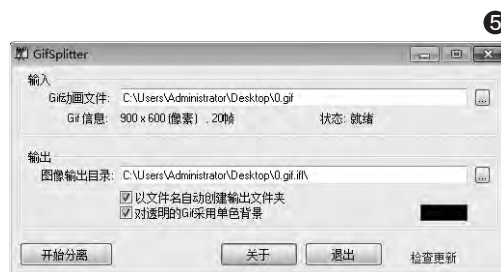 ❺
GifSplitter
输入
Gif动画文件: C:\Users\Administrator\Desktop\0.gif ...
Gif 信息: 900 x 600 (像素) , 20帧 状态: 就绪
输出
图像输出目录: C:\Users\Administrator\Desktop\0.gif.ifl\ ...
以文件名自动创建输出文件夹
对透明的Gif采用单色背景
开始分离 关于 退出 检查更新